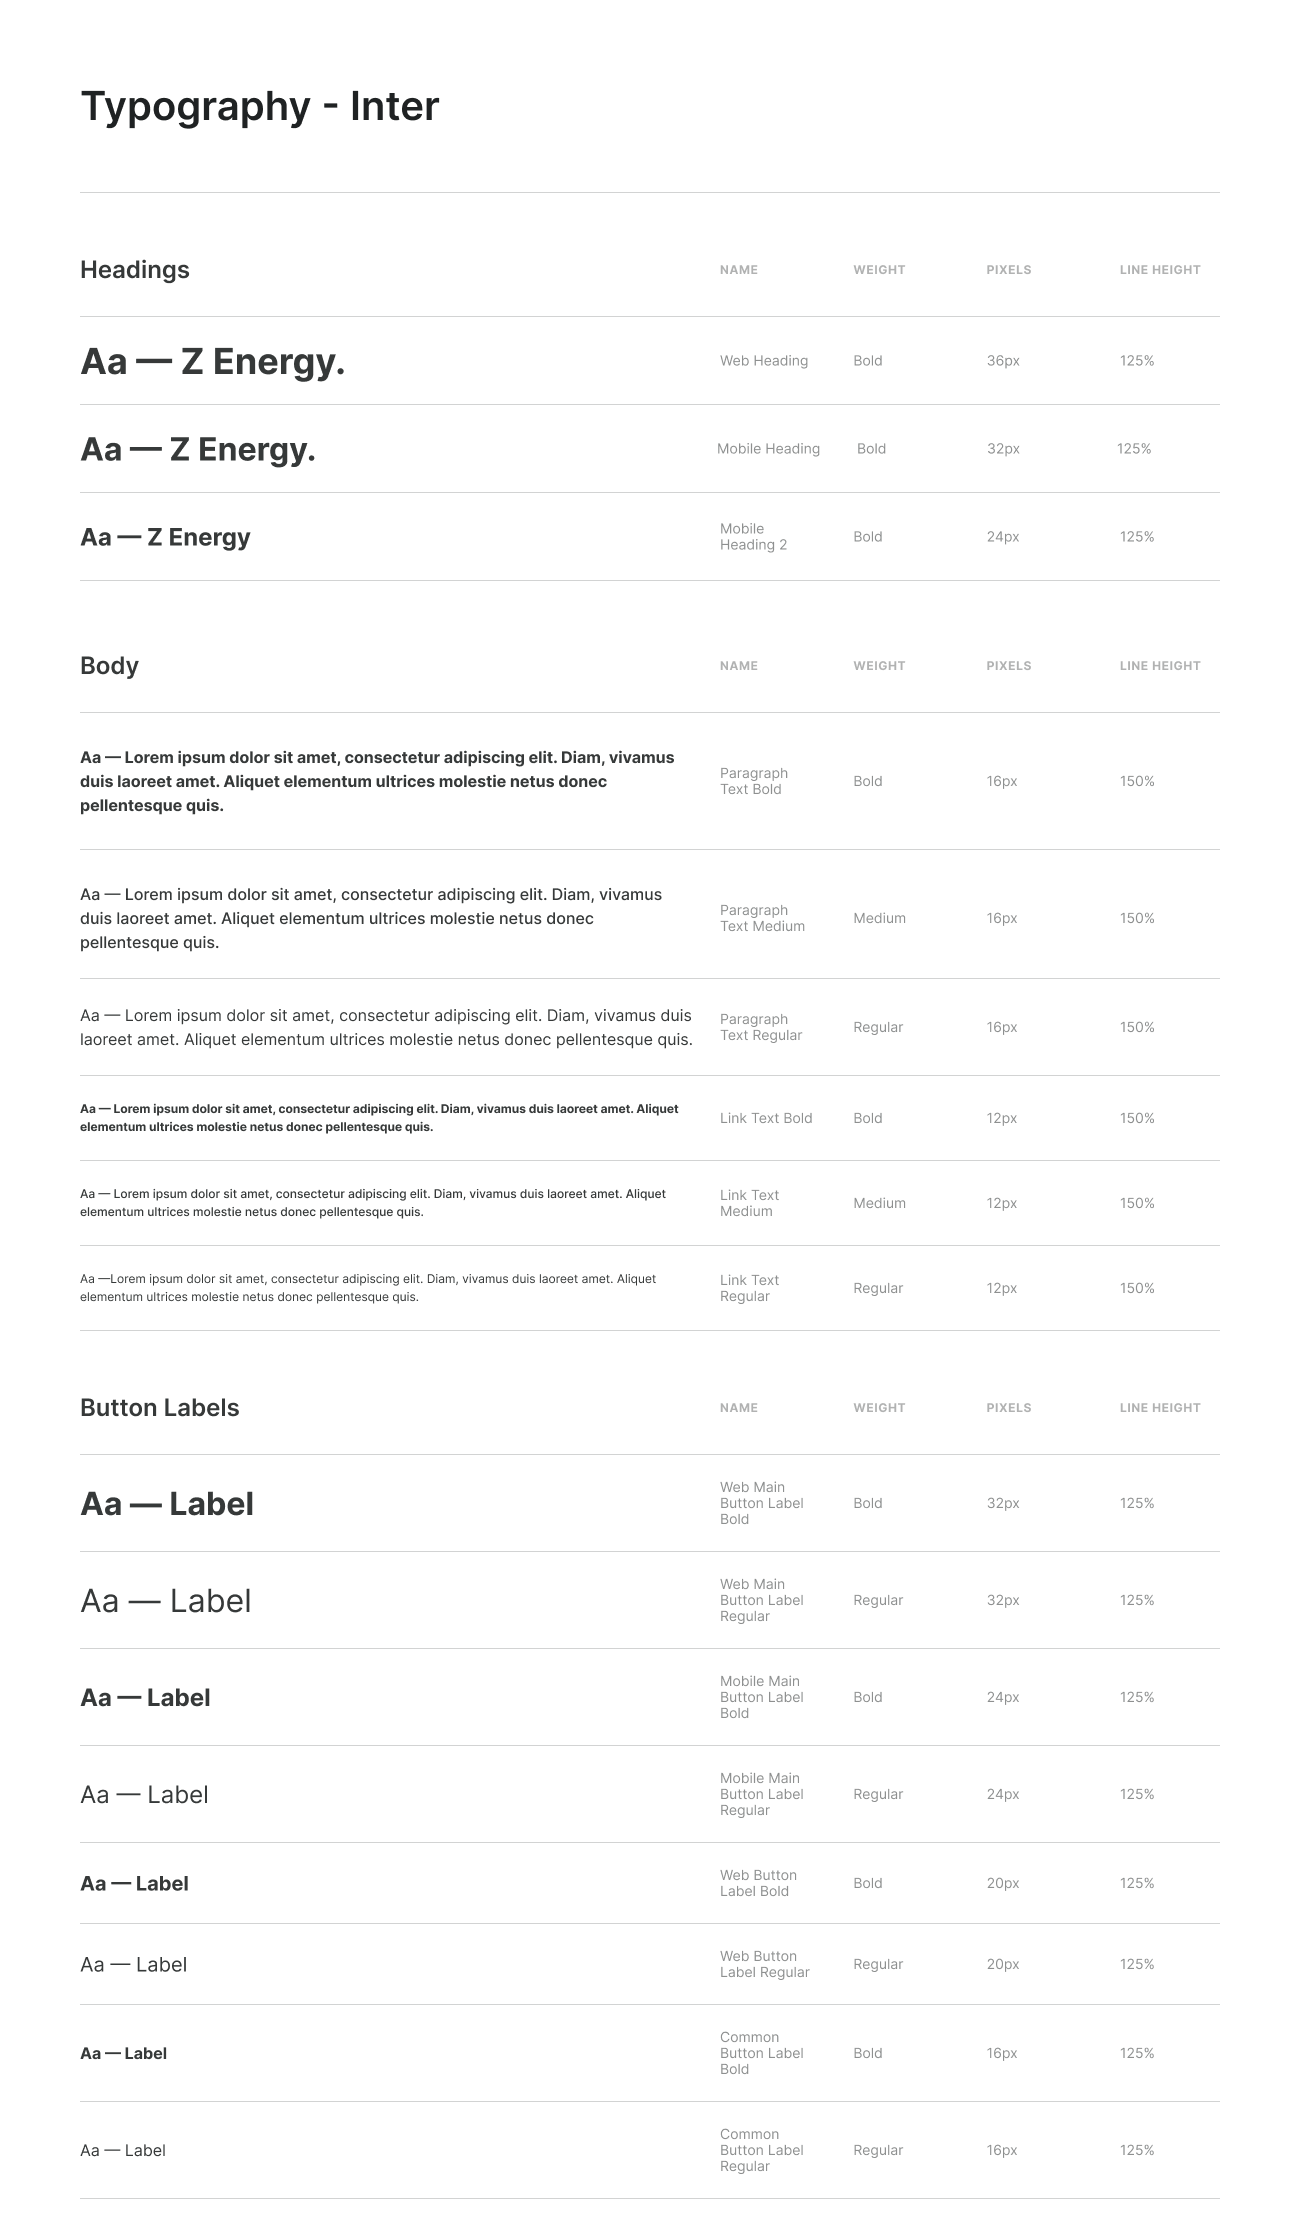 Typography - Inter
Headings NAME WEIGHT PIXELS LINE HEIGHT
Aa — Z Energy. Web Heading Bold 36px 125%
Aa — Z Energy. Mobile Heading Bold 32px 125%
Aa — Z Energy Mobile
Heading 2 Bold 24px 125%
Body NAME WEIGHT PIXELS LINE HEIGHT
Aa — Lorem ipsum dolor sit amet, consectetur adipiscing elit. Diam, vivamus
duis laoreet amet. Aliquet elementum ultrices molestie netus donec
pellentesque quis.
Paragraph
Text Bold
Bold 16px 150%
Aa — Lorem ipsum dolor sit amet, consectetur adipiscing elit. Diam, vivamus
duis laoreet amet. Aliquet elementum ultrices molestie netus donec
pellentesque quis.
Paragraph
Text Medium
Medium 16px 150%
Aa — Lorem ipsum dolor sit amet, consectetur adipiscing elit. Diam, vivamus duis
laoreet amet. Aliquet elementum ultrices molestie netus donec pellentesque quis.
Paragraph
Text Regular
Regular 16px 150%
Aa — Lorem ipsum dolor sit amet, consectetur adipiscing elit. Diam, vivamus duis laoreet amet. Aliquet
elementum ultrices molestie netus donec pellentesque quis.
Link Text Bold Bold 12px 150%
Aa — Lorem ipsum dolor sit amet, consectetur adipiscing elit. Diam, vivamus duis laoreet amet. Aliquet
elementum ultrices molestie netus donec pellentesque quis.
Link Text
Medium
Medium 12px 150%
Aa —Lorem ipsum dolor sit amet, consectetur adipiscing elit. Diam, vivamus duis laoreet amet. Aliquet
elementum ultrices molestie netus donec pellentesque quis.
Link Text
Regular
Regular 12px 150%
Button Labels NAME WEIGHT PIXELS LINE HEIGHT
Aa — Label
Web Main
Button Label
Bold
Bold 32px 125%
Aa — Label
Web Main
Button Label
Regular
Regular 32px 125%
Aa — Label
Mobile Main
Button Label
Bold
Bold 24px 125%
Aa — Label
Mobile Main
Button Label
Regular
Regular 24px 125%
Aa — Label
Web Button
Label Bold
Bold 20px 125%
Aa — Label
Web Button
Label Regular
Regular 20px 125%
Aa — Label
Common
Button Label
Bold
Bold 16px 125%
Aa — Label
Common
Button Label
Regular
Regular 16px 125%